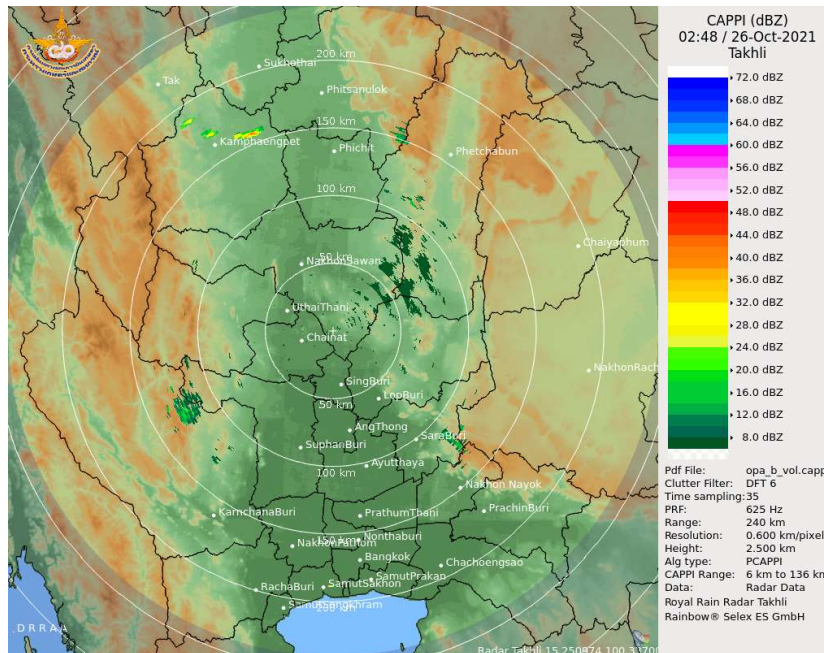 CAPPI (dBZ)
02:48 / 26-Oct-2021
Takhli
72.0 dBZ
68.0 dBZ
64.0 dBZ
60.0 dBZ
56.0 dBZ
52.0 dBZ
48.0 dBZ
44.0 dBZ
40.0 dBZ
36.0 dBZ
32.0 dBZ
28.0 dBZ
24.0 dBZ
20.0 dBZ
16.0 dBZ
12.0 dBZ
8.0 dBZ
Pdf File: opa_b_vol.capp
Clutter Filter: DFT 6
Time sampling:35
PRF: 625 Hz
Range: 240 km
Resolution: 0.600 km/pixel
Height: 2.500 km
Alg type: PCAPPI
CAPPI Range: 6 km to 136 km
Data: Radar Data
Royal Rain Radar Takhli
Rainbow® Selex ES GmbH
200 km
Sukhothai
Tak
Phitsanulok
150 km
Kamphaengpet
Phichit
Phetchabun
100 km
Chaiyaphum
50 km
NakhonSawan
UthaiThani
Chainat
NakhonRach
SingBuri
LopBuri
50 km
AngThong
SaraBuri
SuphanBuri
Ayutthaya
100 km
Nakhon Nayok
KanchanaBuri
PrathumThani
PrachinBuri
150 km
Nonthaburi
NakhonPathom
Bangkok
Chachoengsao
SamutPrakan
RachaBuri
SamutSakhon
SamutSongkhram
200 km
.DRRAA